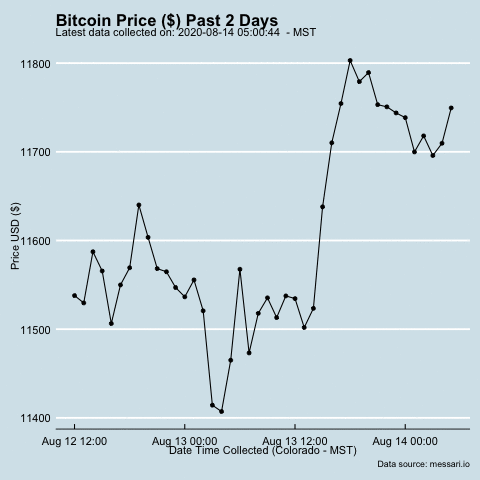 Bitcoin Price ($) Past 2 Days
Latest data collected on: 2020-08-14 05:00:44 - MST
11800
11700
11600
11500
11400
Price USD ($)
Aug 12 12:00 Aug 13 00:00 Aug 13 12:00 Aug 14 00:00
Date Time Collected (Colorado - MST)
Data source: messari.io